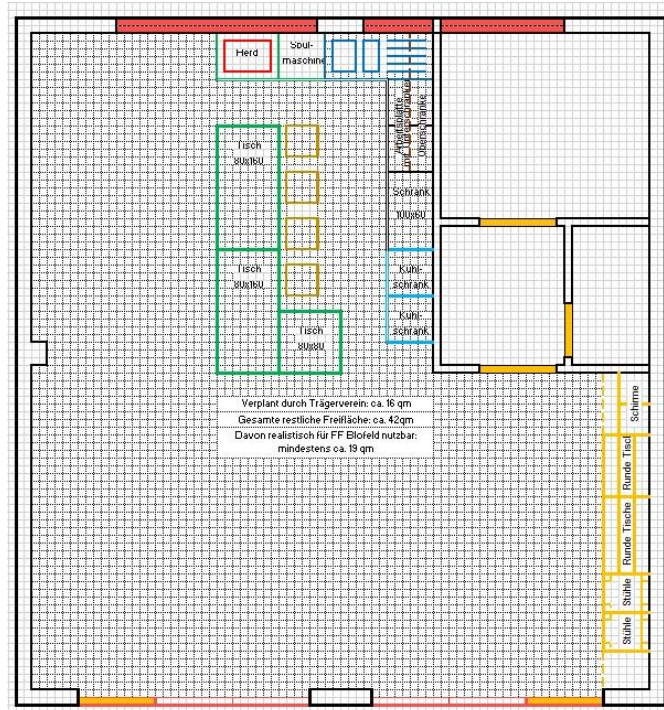 Herd
Spül-
maschine
Arbeitsplatte
mit Unterschränken
Oberschränke
Tisch
80x160
Schrank
100x60
Tisch
80x160
Kühl-
schrank
Kühl-
schrank
Tisch
80x80
Verplant durch Trägerverein: ca. 16 qm
Gesamte restliche Freifläche: ca. 42qm
Davon realistisch für FF Blofeld nutzbar:
mindestens ca. 19 qm
Schirme
Runde Tisc
Runde Tische
Stühle
Stühle